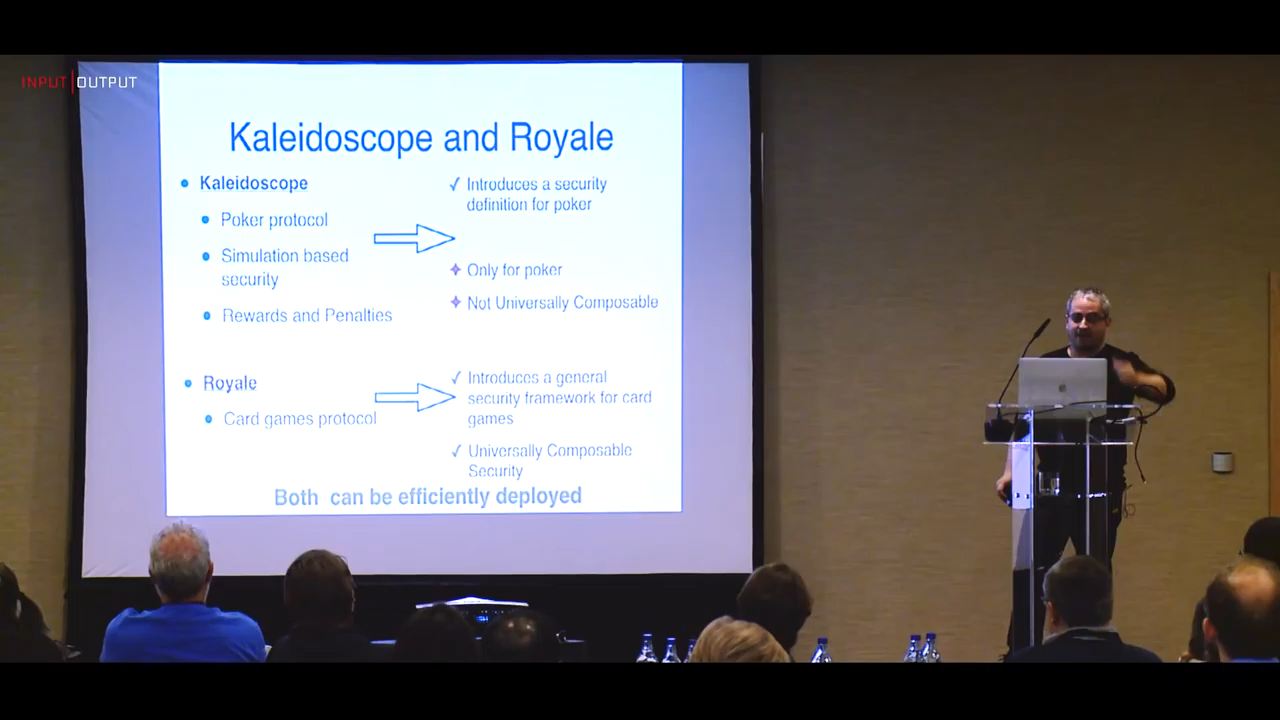 INPUT|OUTPUT
Kaleidoscope and Royale
Kaleidoscope
Poker protocol
Simulation based
security
Rewards and Penalties
✓ Introduces a security
definition for poker
✧ Only for poker
✧ Not Universally Composable
Royale
Card games protocol
✓ Introduces a general
security framework for card
games
✓ Universally Composable
Security
Both can be efficiently deployed